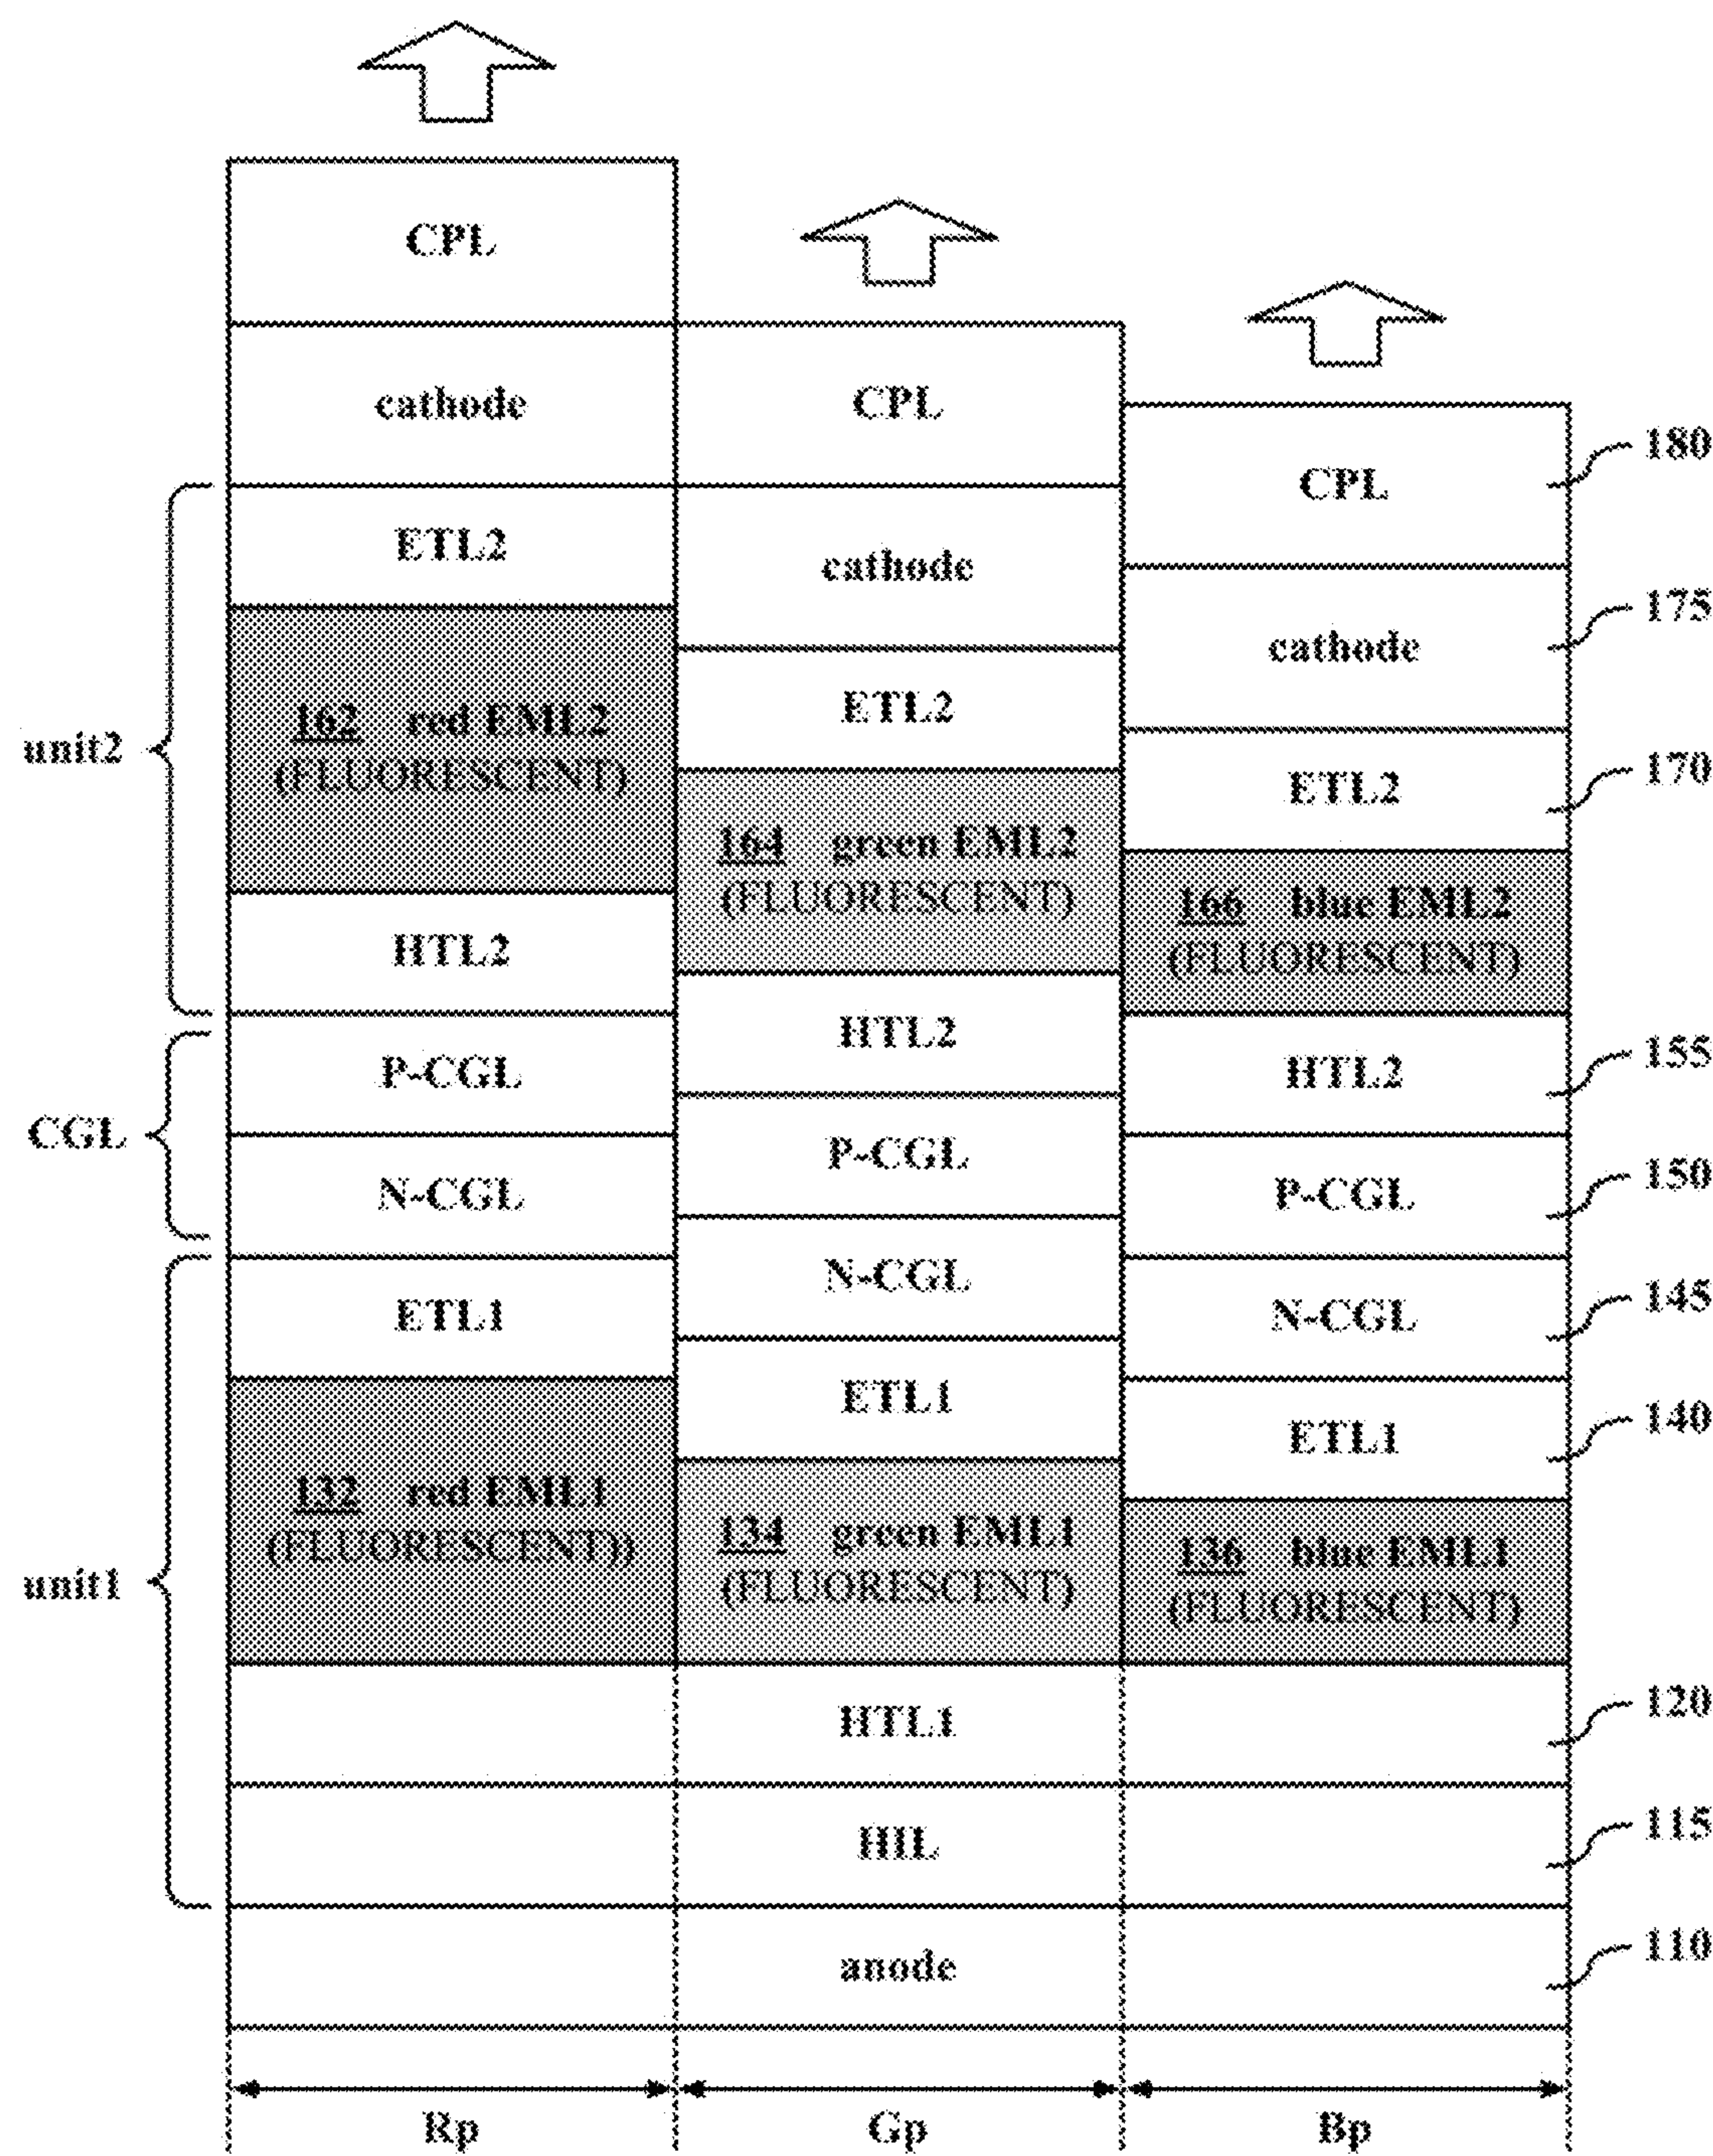 CPL
cathode
CPL
180
CPL
ETL2
cathode
175
cathode
162 red EML2
(FLUORESCENT)
ETL2
unit2
170
ETL2
164 green EML2
(FLUORESCENT)
166 blue EML2
(FLUORESCENT)
HTL2
HTL2
155
HTL2
P-CGL
CGL
P-CGL
150
P-CGL
N-CGL
N-CGL
145
N-CGL
ETL1
ETL1
140
ETL1
132 red EML1
(FLUORESCENT))
134 green EML1
(FLUORESCENT)
136 blue EML1
(FLUORESCENT)
unit1
HTL1
120
HIL
115
anode
110
Rp
Gp
Bp